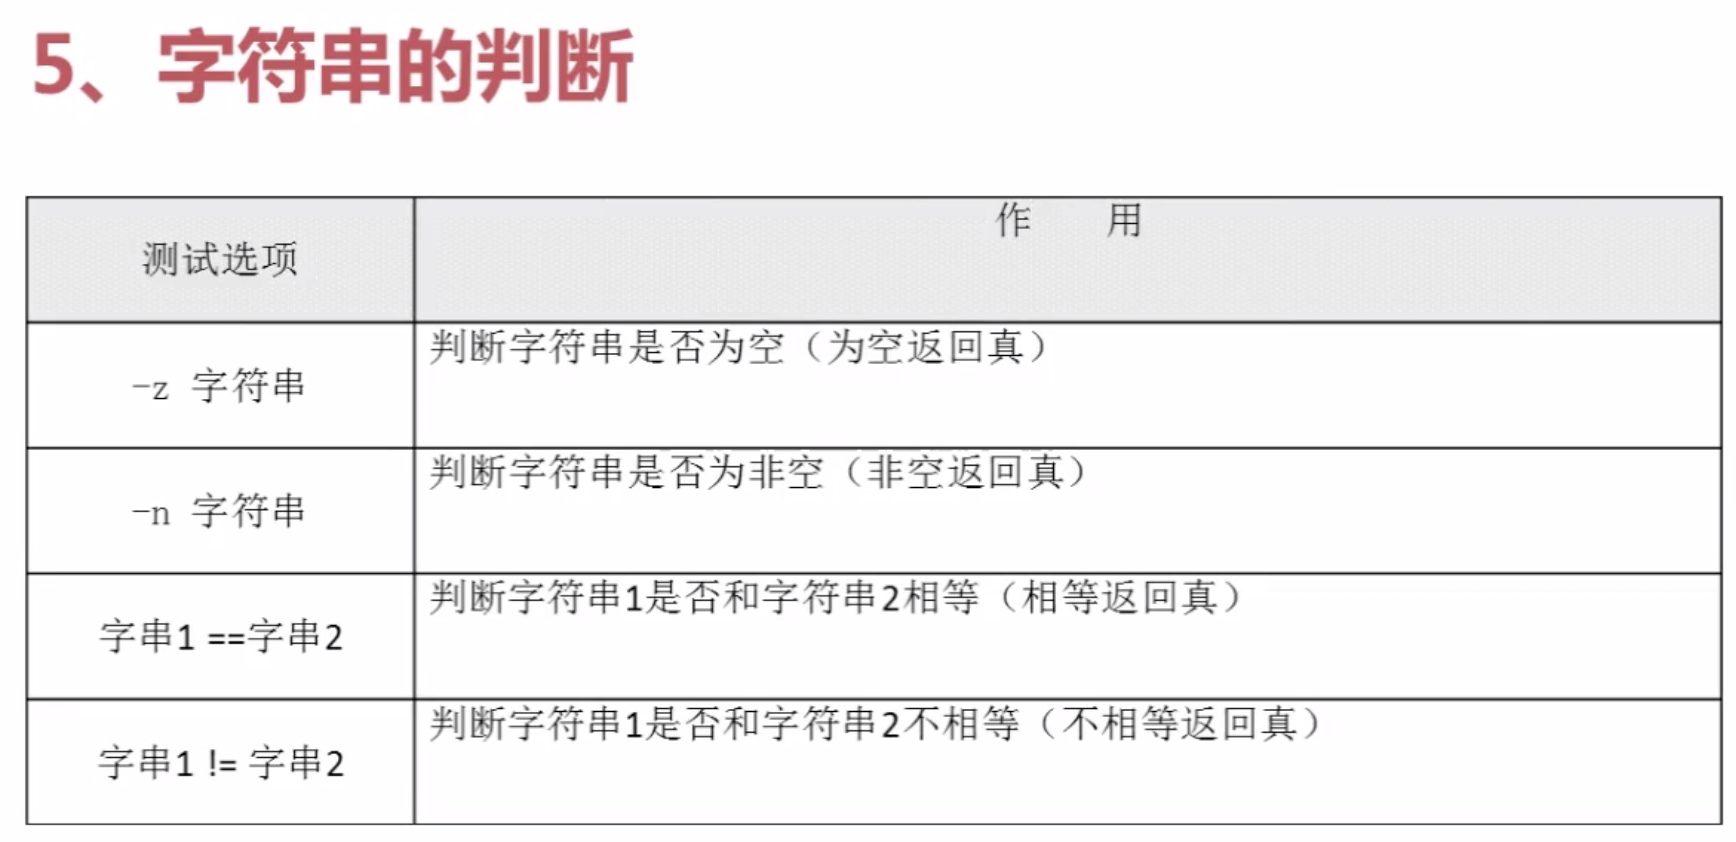 5、字符串的判断
测试选项 作 用
-z 字符串 判断字符串是否为空（为空返回真）
-n 字符串 判断字符串是否为非空（非空返回真）
字串1 ==字串2 判断字符串1是否和字符串2相等（相等返回真）
字串1 != 字串2 判断字符串1是否和字符串2不相等（不相等返回真）